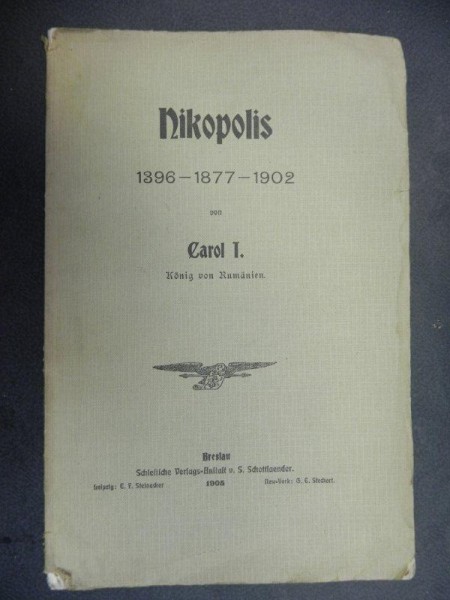 Nikopolis
1396–1877–1902
von
Carol I.
König von Rumänien.
Breslau
Schlesische Verlags-Anstalt v. S. Schottlaender.
Leipzig: E. F. Steinacker 1905 New-York: G. E. Stechert.